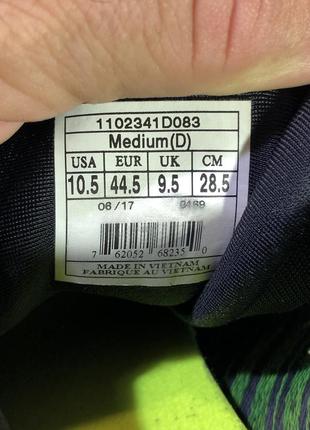 1102341D083
Medium(D)
USA EUR UK CM
10.5 44.5 9.5 28.5
06/17
7 62052 68235 0
MADE IN VIETNAM
FABRIQUE AU VIETNAM